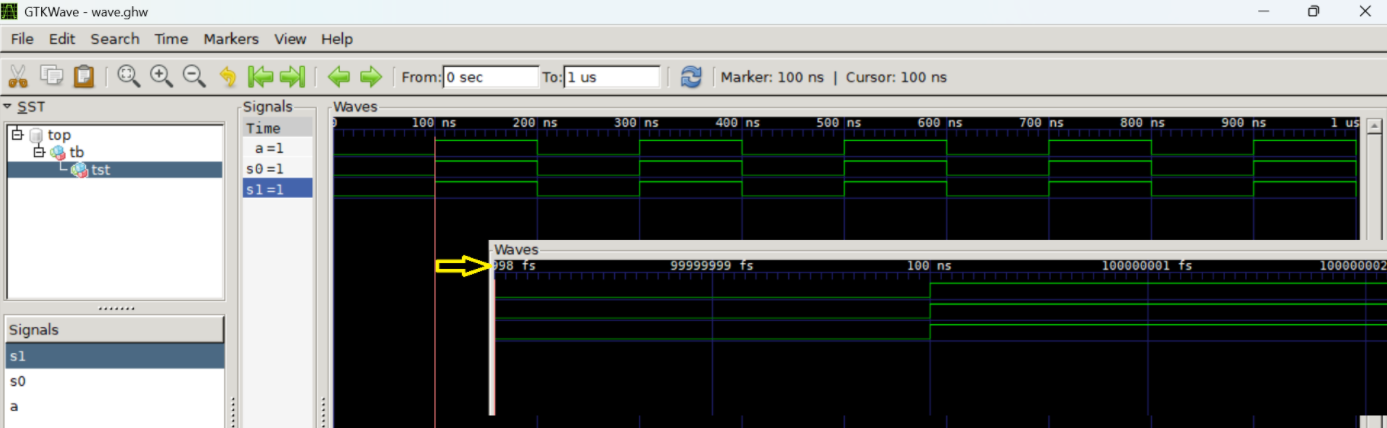 GTKWave - wave.ghw
File Edit Search Time Markers View Help
From: 0 sec To: 1 us Marker: 100 ns | Cursor: 100 ns
SST
top
tb
tst
Signals
s1
s0
a
Signals
Time
a=1
s0=1
s1=1
Waves
0 100 ns 200 ns 300 ns 400 ns 500 ns 600 ns 700 ns 800 ns 900 ns 1 us
Waves
998 fs 99999999 fs 100 ns 100000001 fs 100000002